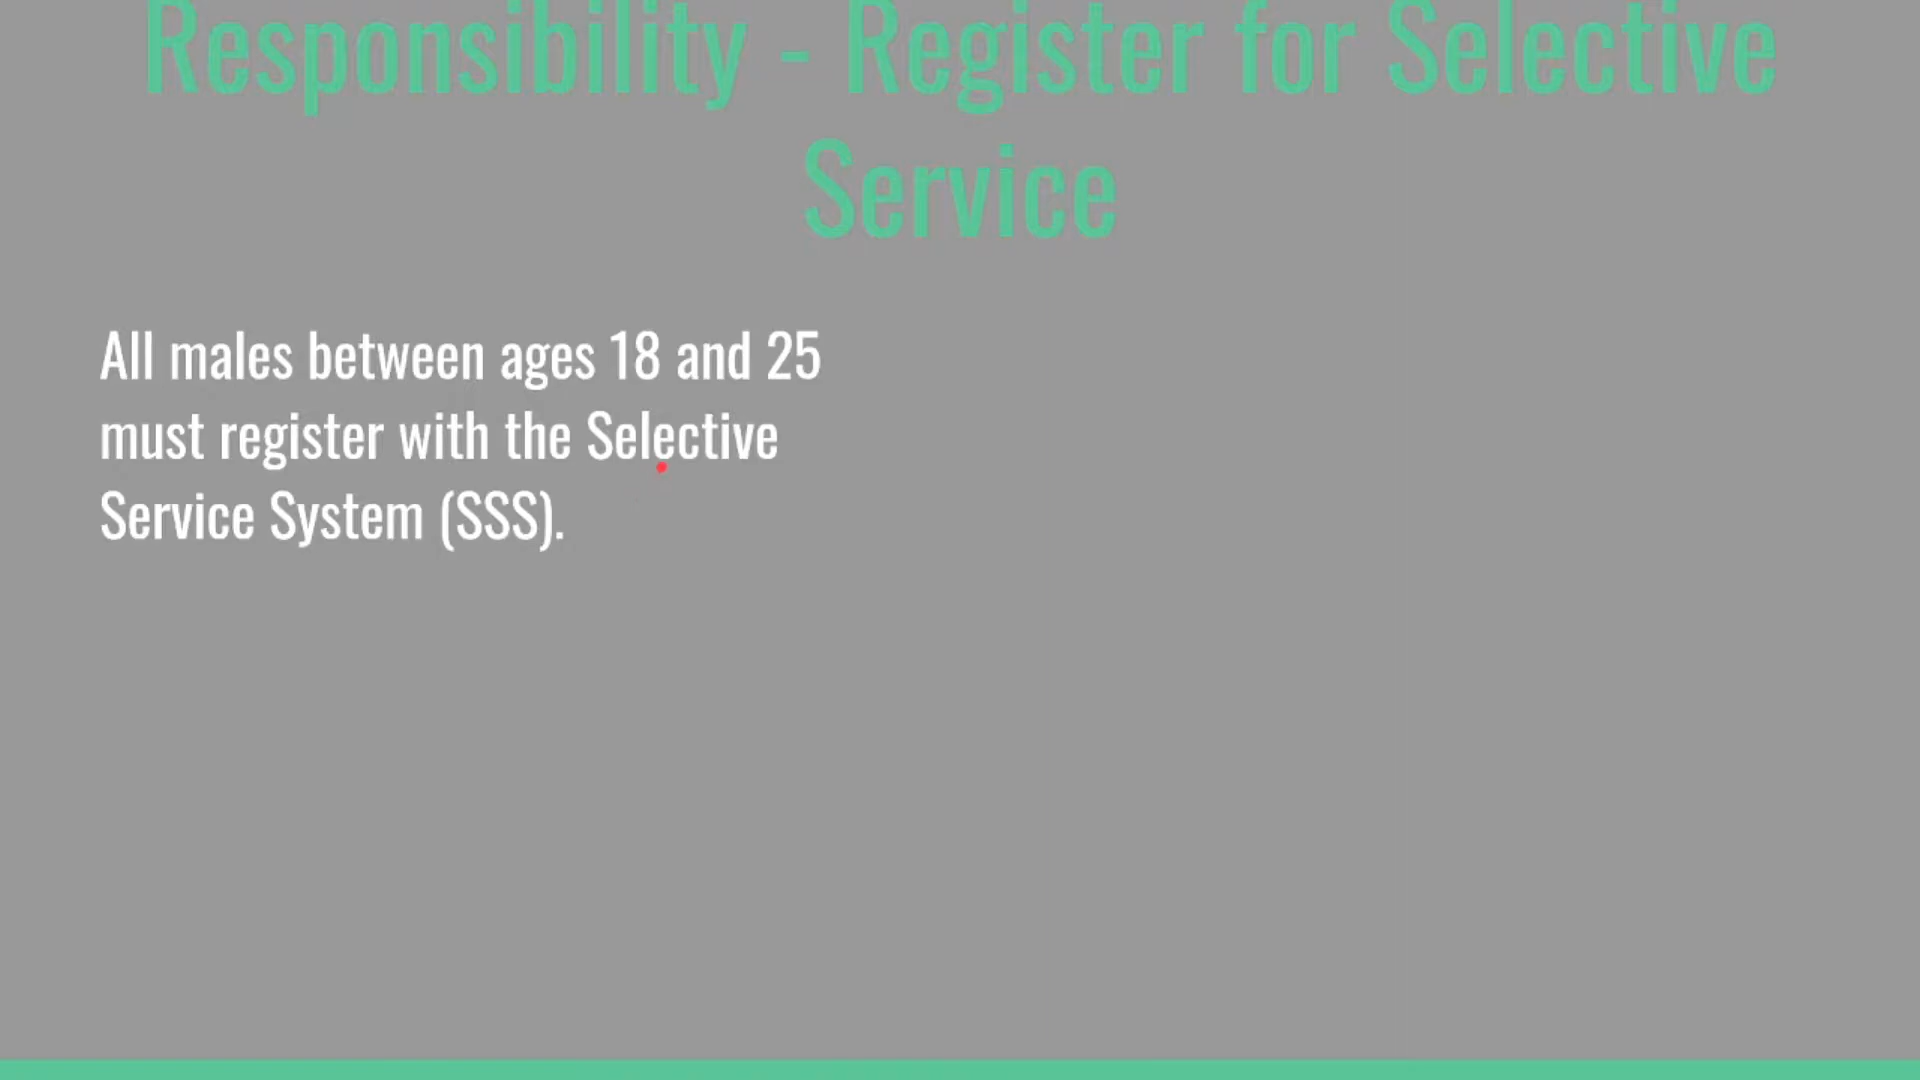 Responsibility - Register for Selective
Service
All males between ages 18 and 25
must register with the Selective
Service System (SSS).